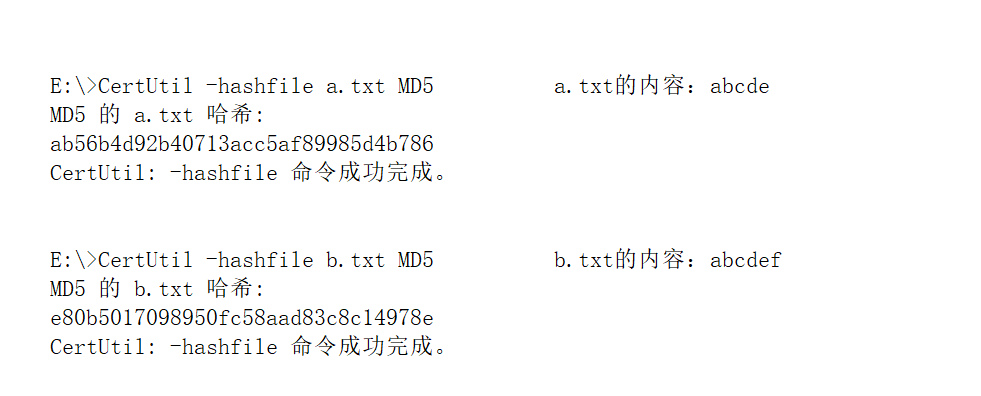 E:\>CertUtil -hashfile a.txt MD5 a.txt的内容：abcde
MD5 的 a.txt 哈希:
ab56b4d92b40713acc5af89985d4b786
CertUtil: -hashfile 命令成功完成。
E:\>CertUtil -hashfile b.txt MD5 b.txt的内容：abcdef
MD5 的 b.txt 哈希:
e80b5017098950fc58aad83c8c14978e
CertUtil: -hashfile 命令成功完成。